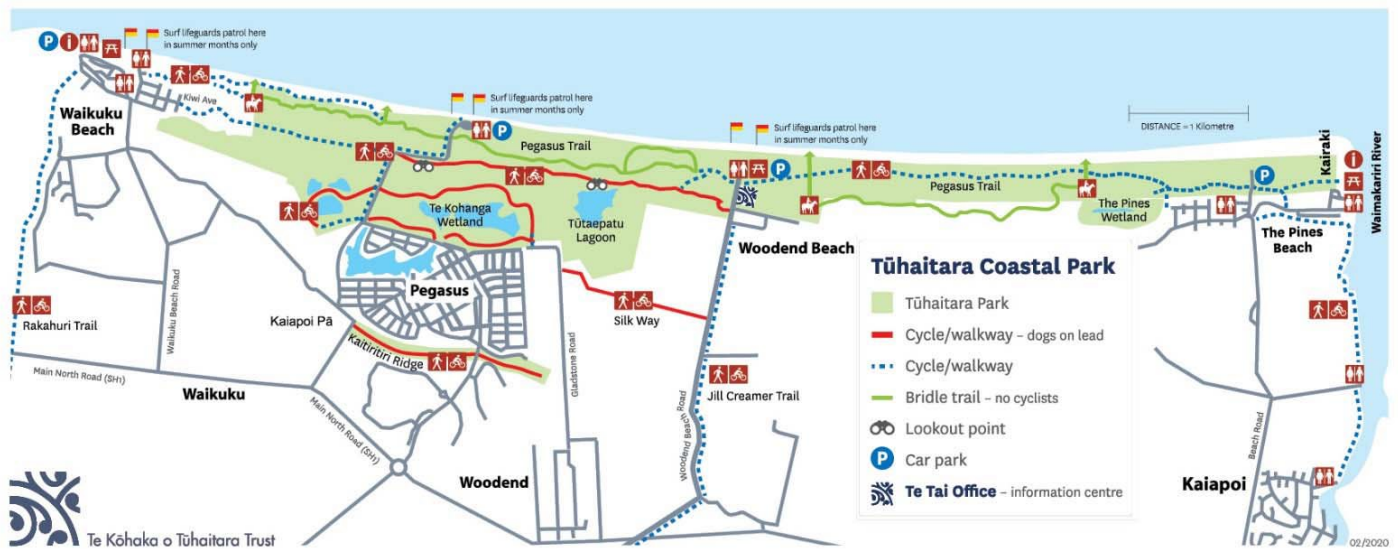 P
i
Surf lifeguards patrol here
in summer months only
Kiwi Ave
Waikuku
Beach
Surf lifeguards patrol here
in summer months only
P
Pegasus Trail
Surf lifeguards patrol here
in summer months only
P
DISTANCE = 1 Kilometre
Pegasus Trail
P
Kairaki
i
Waimakariri River
The Pines
Wetland
The Pines
Beach
Te Kohanga
Wetland
Tūtaepatu
Lagoon
Woodend Beach
Pegasus
Kaiapoi Pā
Silk Way
Rakahuri Trail
Waikuku Beach Road
Kaitiritiri Ridge
Gladstone Road
Main North Road (SH1)
Waikuku
Main North Road (SH1)
Woodend
Woodend Beach Road
Jill Creamer Trail
Tūhaitara Coastal Park
Tūhaitara Park
Cycle/walkway – dogs on lead
Cycle/walkway
Bridle trail – no cyclists
Lookout point
P Car park
Te Tai Office – information centre
Beach Road
Kaiapoi
Te Kōhaka o Tūhaitara Trust
02/2020